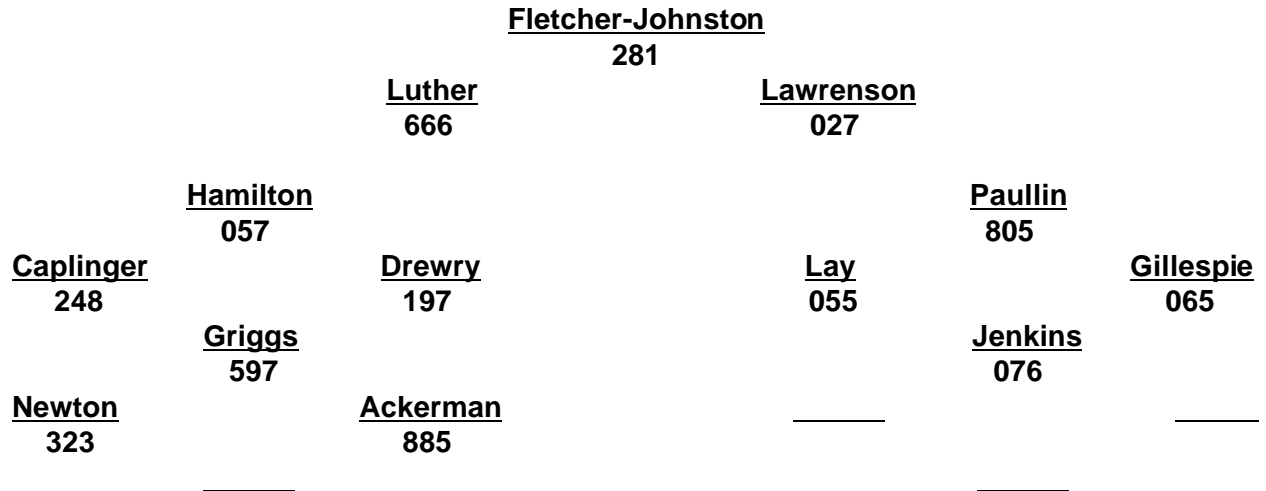 Fletcher-Johnston
281
Luther Lawrenson
666 027
Hamilton Paullin
057 805
Caplinger Drewry Lay Gillespie
248 197 055 065
Griggs Jenkins
597 076
Newton Ackerman
323 885